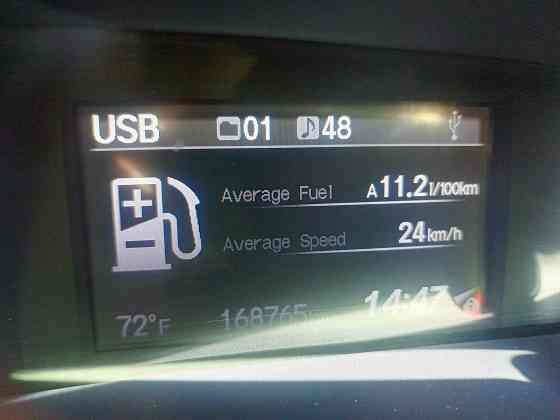 USB 01 48
Average Fuel A11.2l/100km
Average Speed 24km/h
72°F 168765 14:47